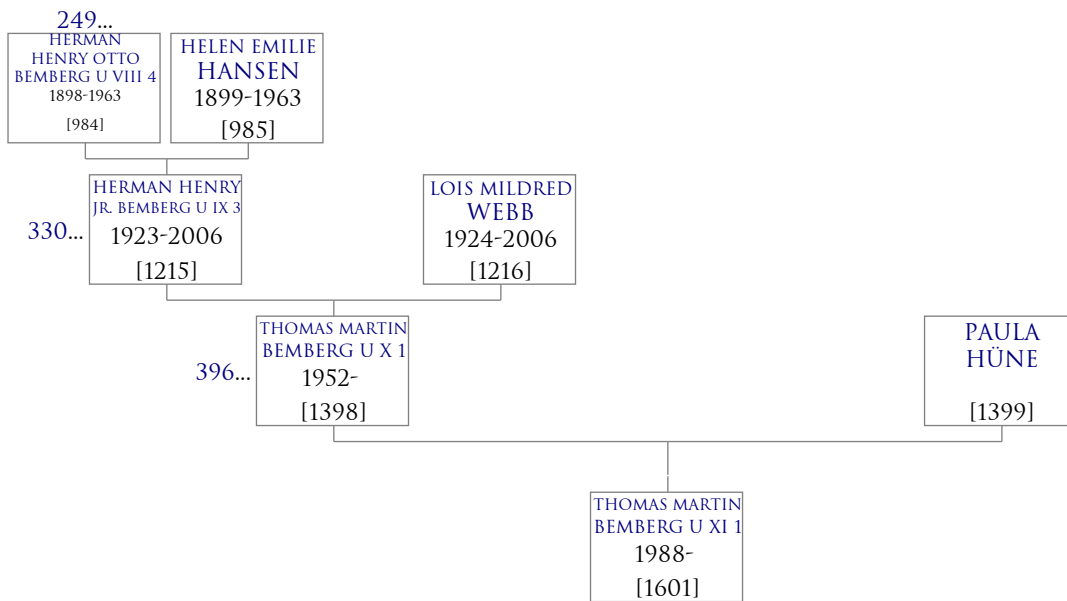 249...
HERMAN
HENRY OTTO
BEMBERG U VIII 4
1898-1963
[984]
HELEN EMILIE
HANSEN
1899-1963
[985]
330...
HERMAN HENRY
JR. BEMBERG U IX 3
1923-2006
[1215]
LOIS MILDRED
WEBB
1924-2006
[1216]
396...
THOMAS MARTIN
BEMBERG U X 1
1952-
[1398]
PAULA
HÜNE
[1399]
THOMAS MARTIN
BEMBERG U XI 1
1988-
[1601]